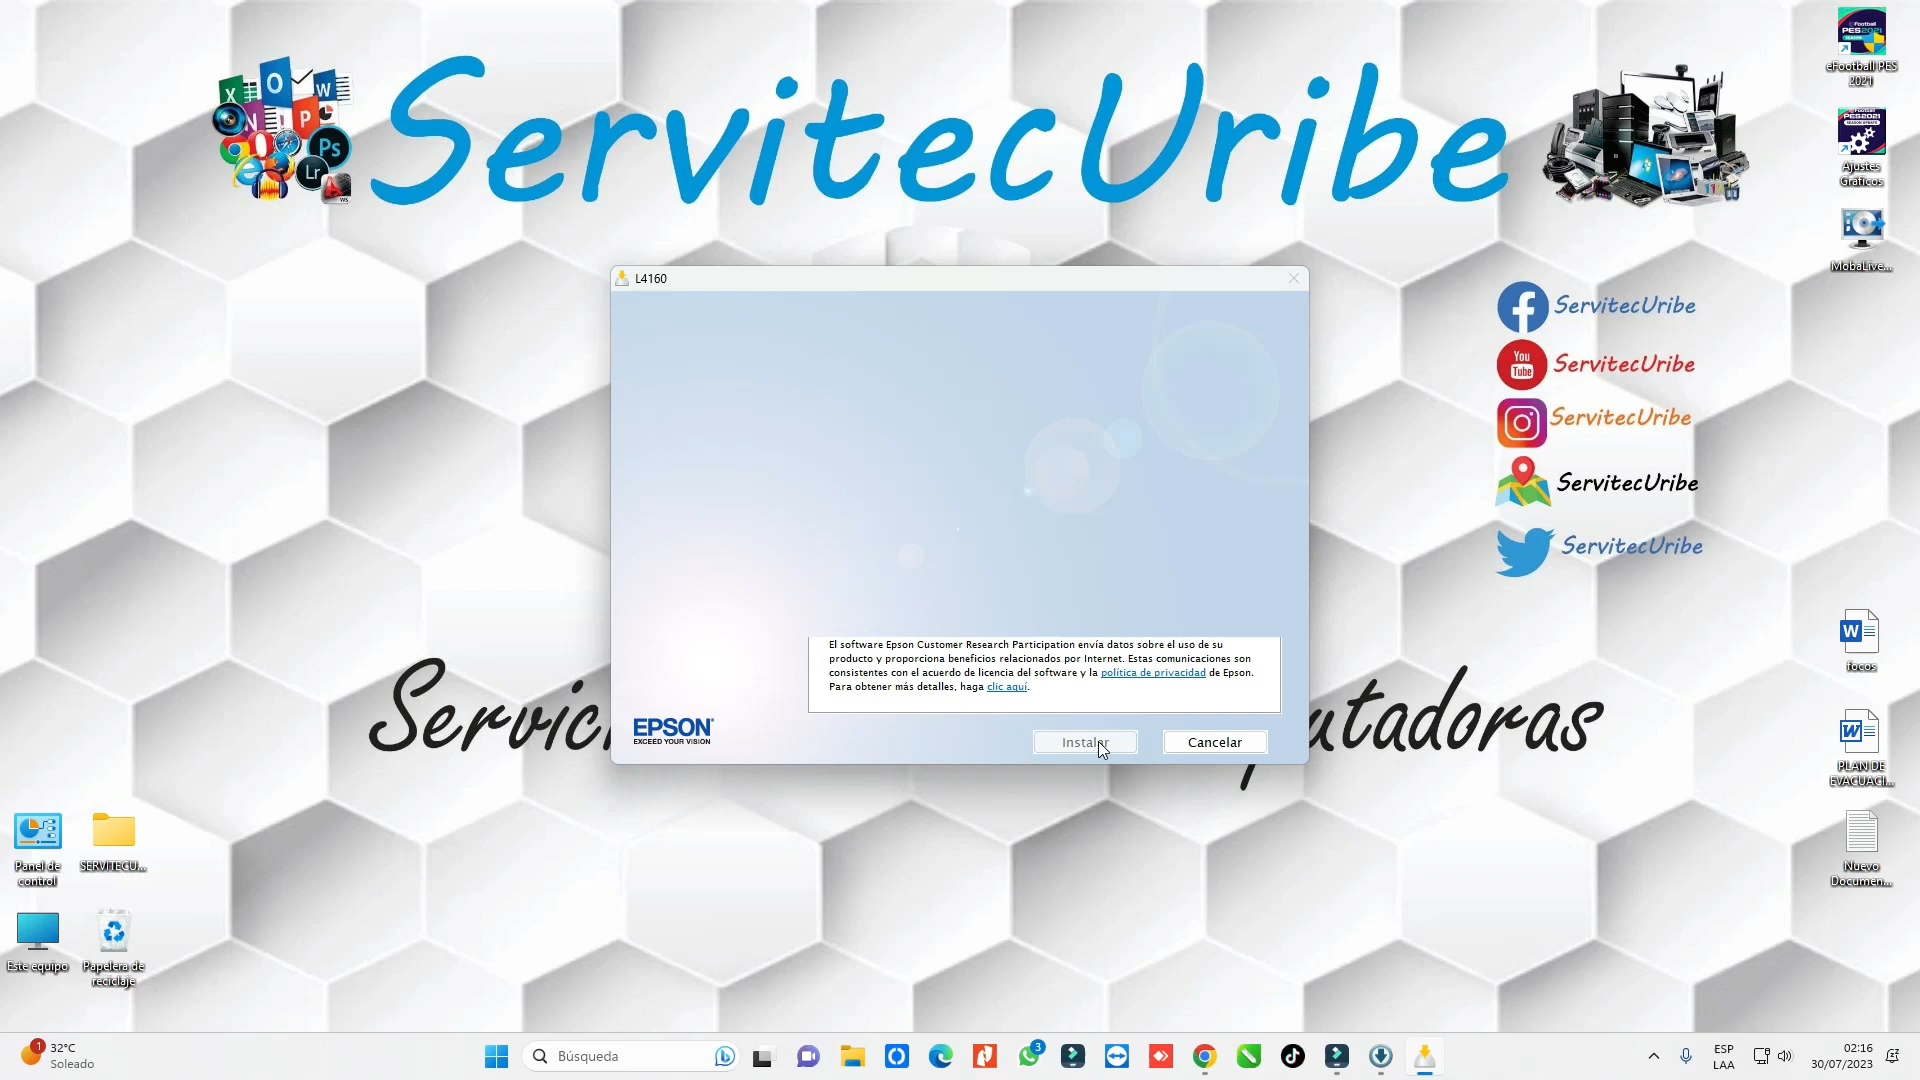 ServitecUribe
eFootball PES
2021
Ajustes
Gráficos
MobaLive...
L4160
ServitecUribe
ServitecUribe
ServitecUribe
ServitecUribe
ServitecUribe
El software Epson Customer Research Participation envía datos sobre el uso de su
producto y proporciona beneficios relacionados por Internet. Estas comunicaciones son
consistentes con el acuerdo de licencia del software y la política de privacidad de Epson.
Para obtener más detalles, haga clic aquí.
EPSON
EXCEED YOUR VISION
Instalar
Cancelar
Servici
utadoras
focos
PLAN DE
EVACUACI...
Nuevo
Documen...
Panel de
control
SERVITECU...
Este equipo
Papelera de
reciclaje
1
32°C
Soleado
Búsqueda
3
ESP
LAA
02:16
30/07/2023